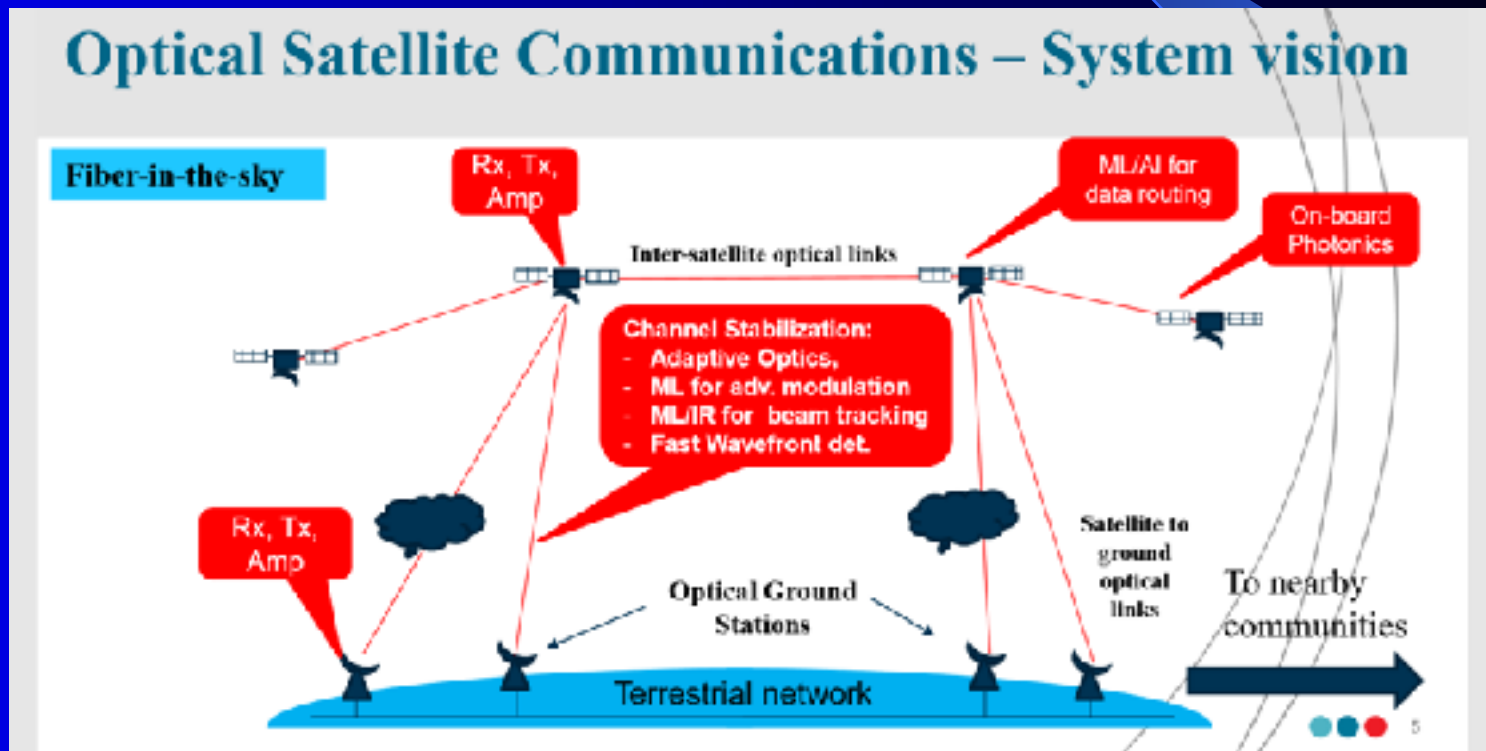 Optical Satellite Communications – System vision
Fiber-in-the-sky
Rx, Tx,
Amp
ML/AI for
data routing
On-board
Photonics
Inter-satellite optical links
Channel Stabilization:
- Adaptive Optics,
- ML for adv. modulation
- ML/IR for beam tracking
- Fast Wavefront det.
Rx, Tx,
Amp
Satellite to
ground
optical
links
Optical Ground
Stations
To nearby
communities
Terrestrial network
5